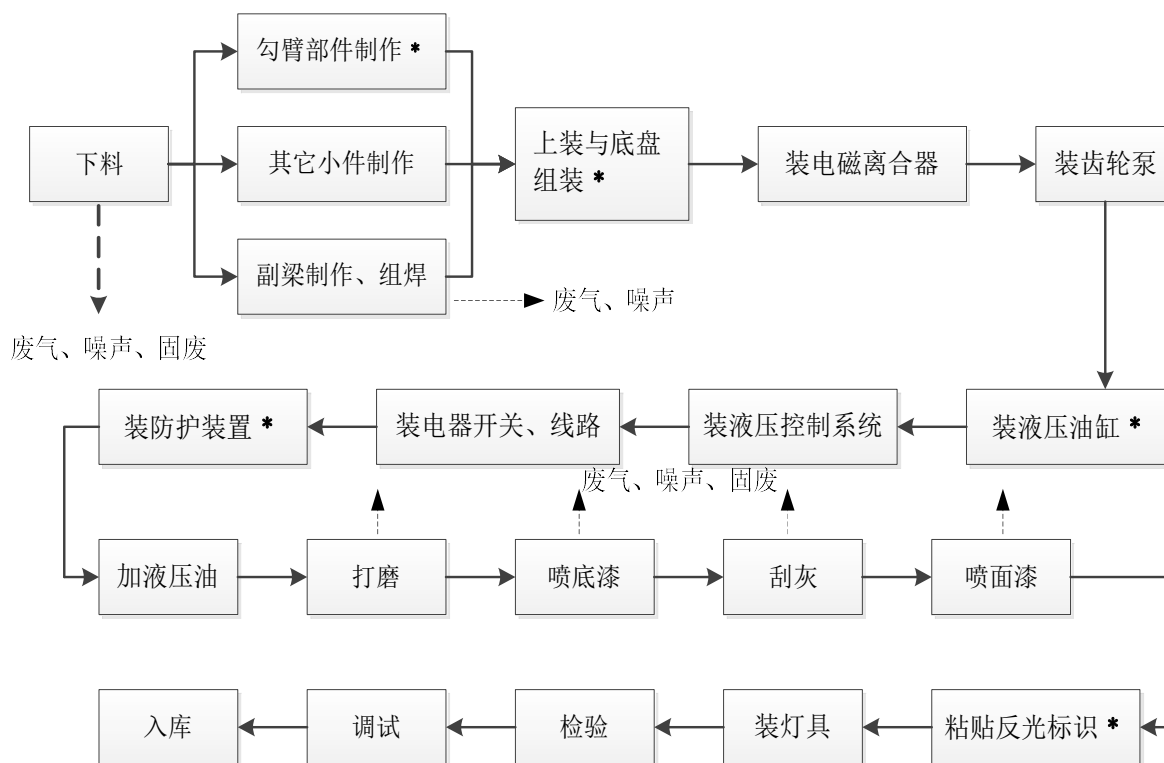 勾臂部件制作 *
下料
其它小件制作
上装与底盘
组装 *
装电磁离合器
装齿轮泵
副梁制作、组焊
废气、噪声
废气、噪声、固废
装防护装置 *
装电器开关、线路
装液压控制系统
装液压油缸 *
废气、噪声、固废
加液压油
打磨
喷底漆
刮灰
喷面漆
入库
调试
检验
装灯具
粘贴反光标识 *